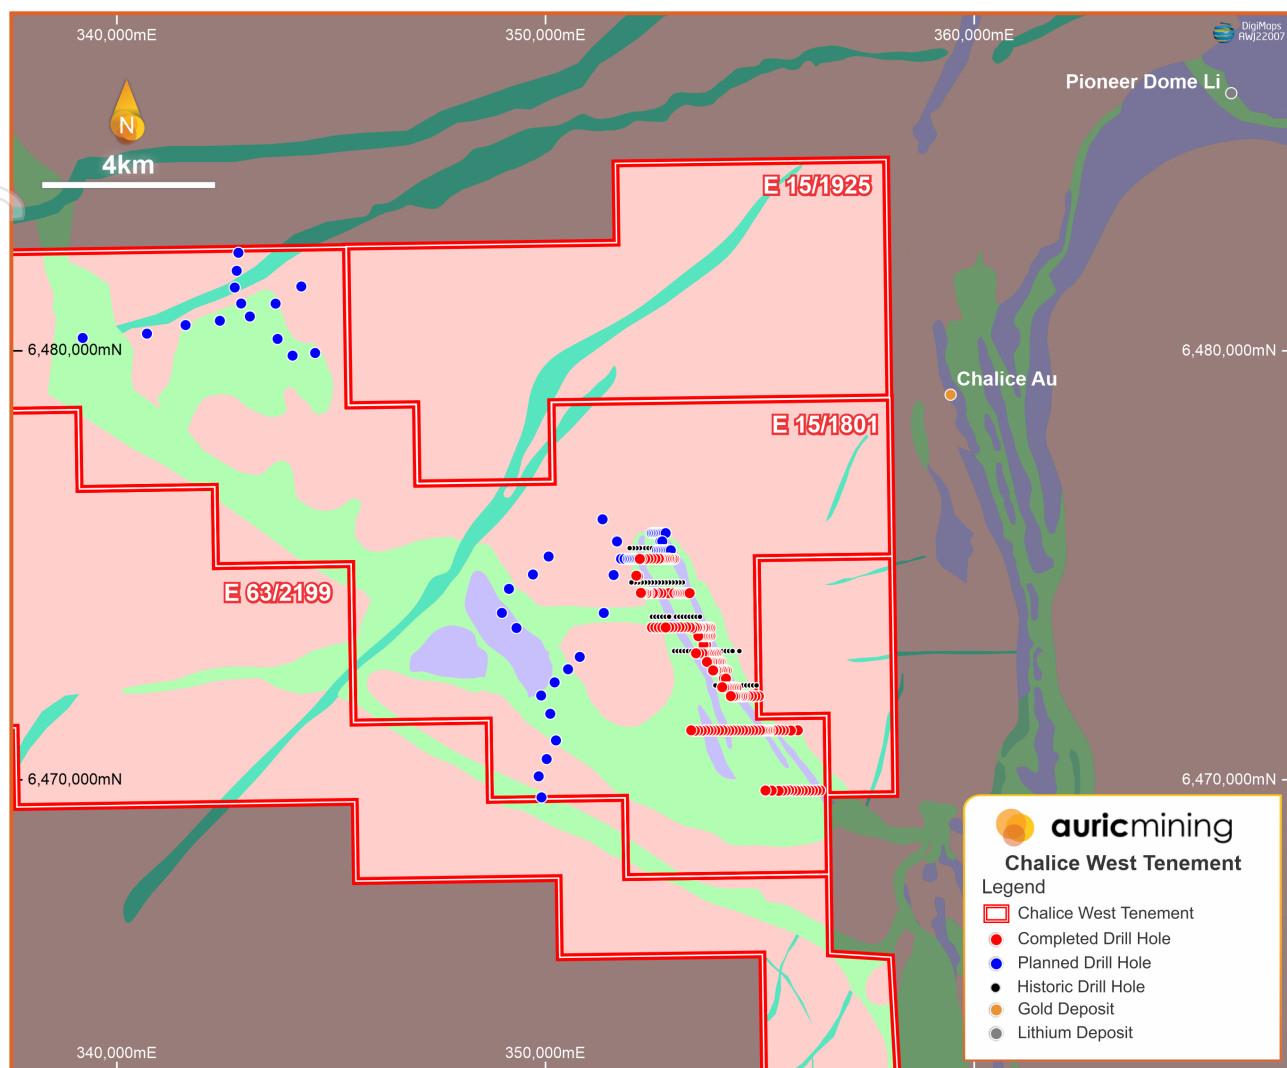 340,000mE
350,000mE
360,000mE
DigiMaps
AWJ22007
Pioneer Dome Li
N
4km
E 15/1925
6,480,000mN
6,480,000mN
Chalice Au
E 15/1801
E 63/2199
6,470,000mN
6,470,000mN
auricmining
Chalice West Tenement
Legend
Chalice West Tenement
Completed Drill Hole
Planned Drill Hole
Historic Drill Hole
Gold Deposit
Lithium Deposit
340,000mE
350,000mE